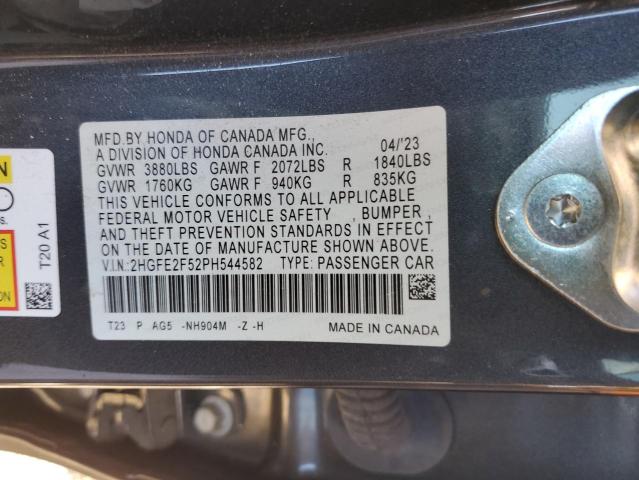 MFD.BY HONDA OF CANADA MFG.,
A DIVISION OF HONDA CANADA INC. 04/'23
GVWR 3880LBS GAWR F 2072LBS R 1840LBS
GVWR 1760KG GAWR F 940KG R 835KG
THIS VEHICLE CONFORMS TO ALL APPLICABLE
FEDERAL MOTOR VEHICLE SAFETY , BUMPER ,
AND THEFT PREVENTION STANDARDS IN EFFECT
ON THE DATE OF MANUFACTURE SHOWN ABOVE.
V.I.N.:2HGFE2F52PH544582 TYPE: PASSENGER CAR
T23 P AG5 -NH904M -Z -H MADE IN CANADA
T20 A1